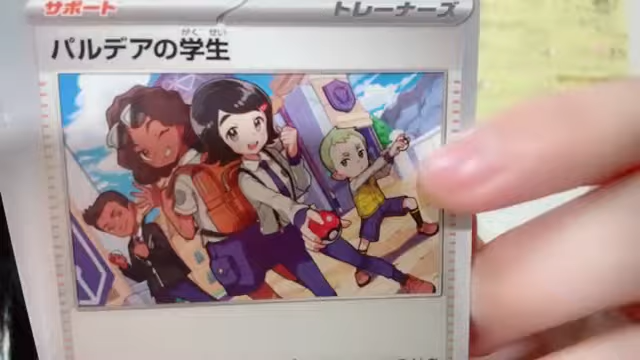 サポート
トレーナーズ
がく せい
パルデアの学生